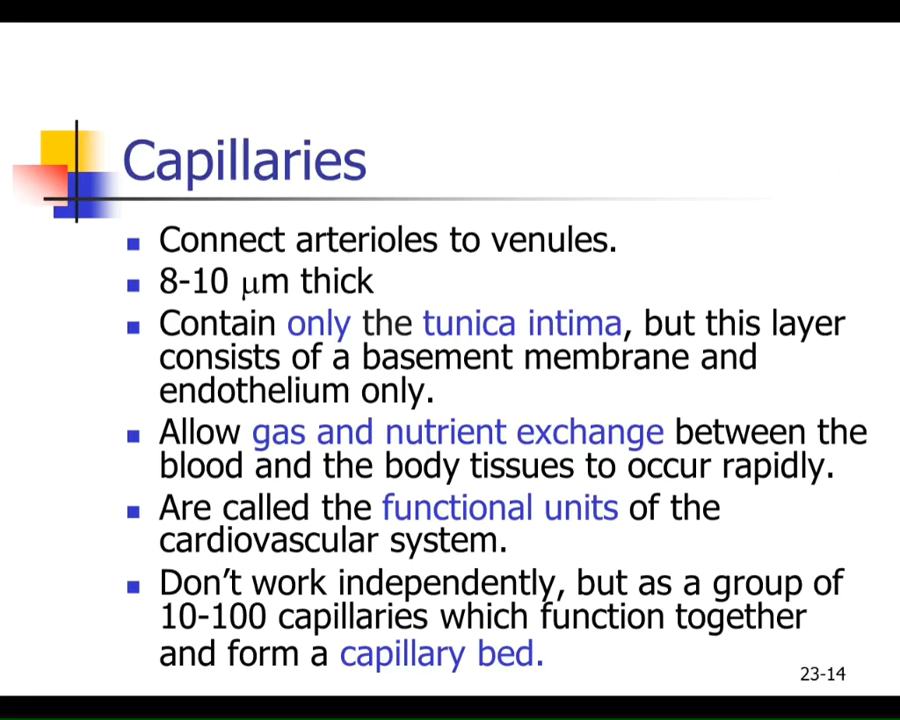 Capillaries
Connect arterioles to venules.
8-10 μm thick
Contain only the tunica intima, but this layer
consists of a basement membrane and
endothelium only.
Allow gas and nutrient exchange between the
blood and the body tissues to occur rapidly.
Are called the functional units of the
cardiovascular system.
Don’t work independently, but as a group of
10-100 capillaries which function together
and form a capillary bed.
23-14